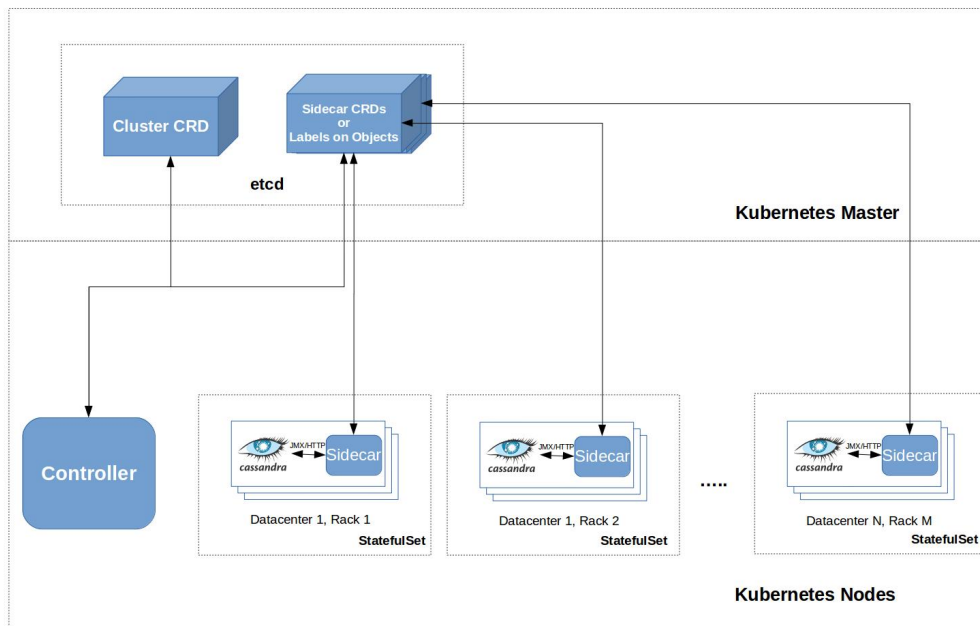 Cluster CRD
Sidecar CRDs
or
Labels on Objects
etcd
Kubernetes Master
Controller
JMX/HTTP
cassandra
Sidecar
Datacenter 1, Rack 1
StatefulSet
JMX/HTTP
cassandra
Sidecar
Datacenter 1, Rack 2
StatefulSet
.....
JMX/HTTP
cassandra
Sidecar
Datacenter N, Rack M
StatefulSet
Kubernetes Nodes